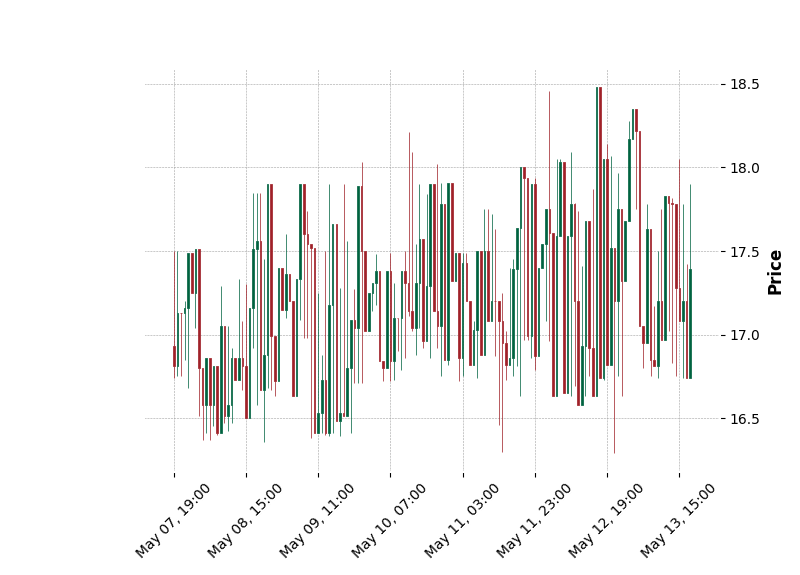 18.5
18.0
17.5
17.0
16.5
Price
May 07, 19:00
May 08, 15:00
May 09, 11:00
May 10, 07:00
May 11, 03:00
May 11, 23:00
May 12, 19:00
May 13, 15:00